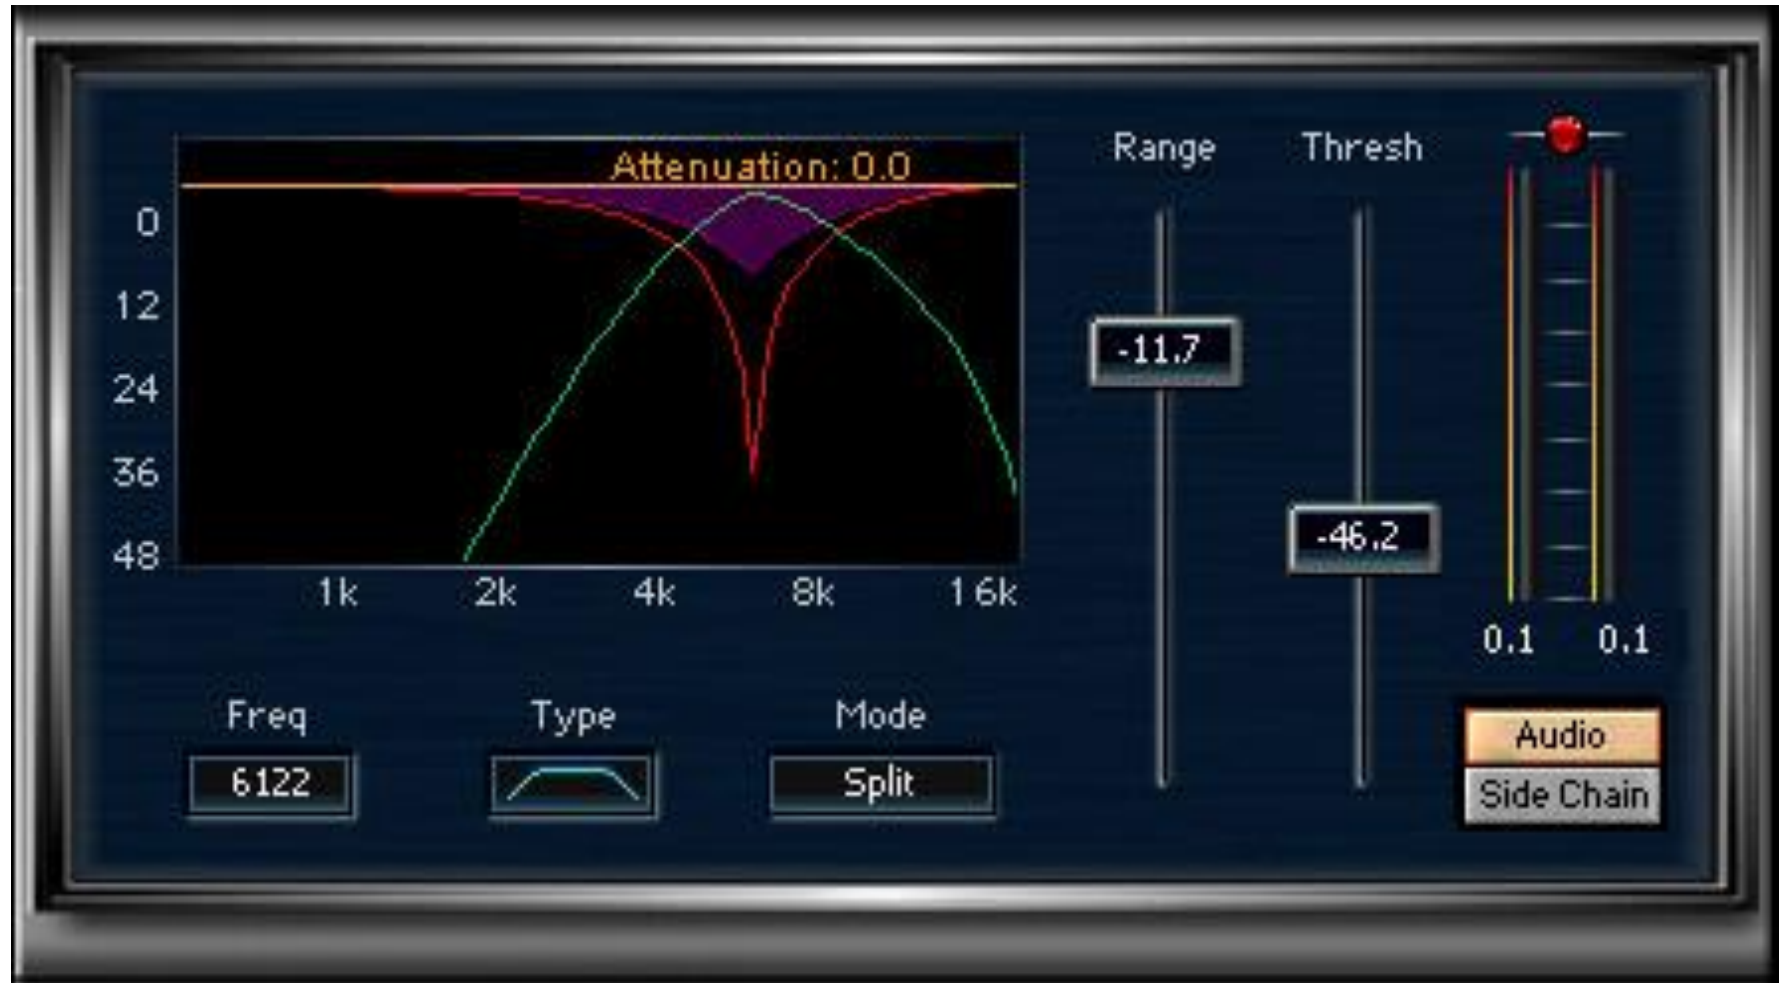 Attenuation: 0.0
0
12
24
36
48
1k 2k 4k 8k 16k
Range
-11.7
Thresh
-46.2
0.1 0.1
Freq
6122
Type
Mode
Split
Audio
Side Chain